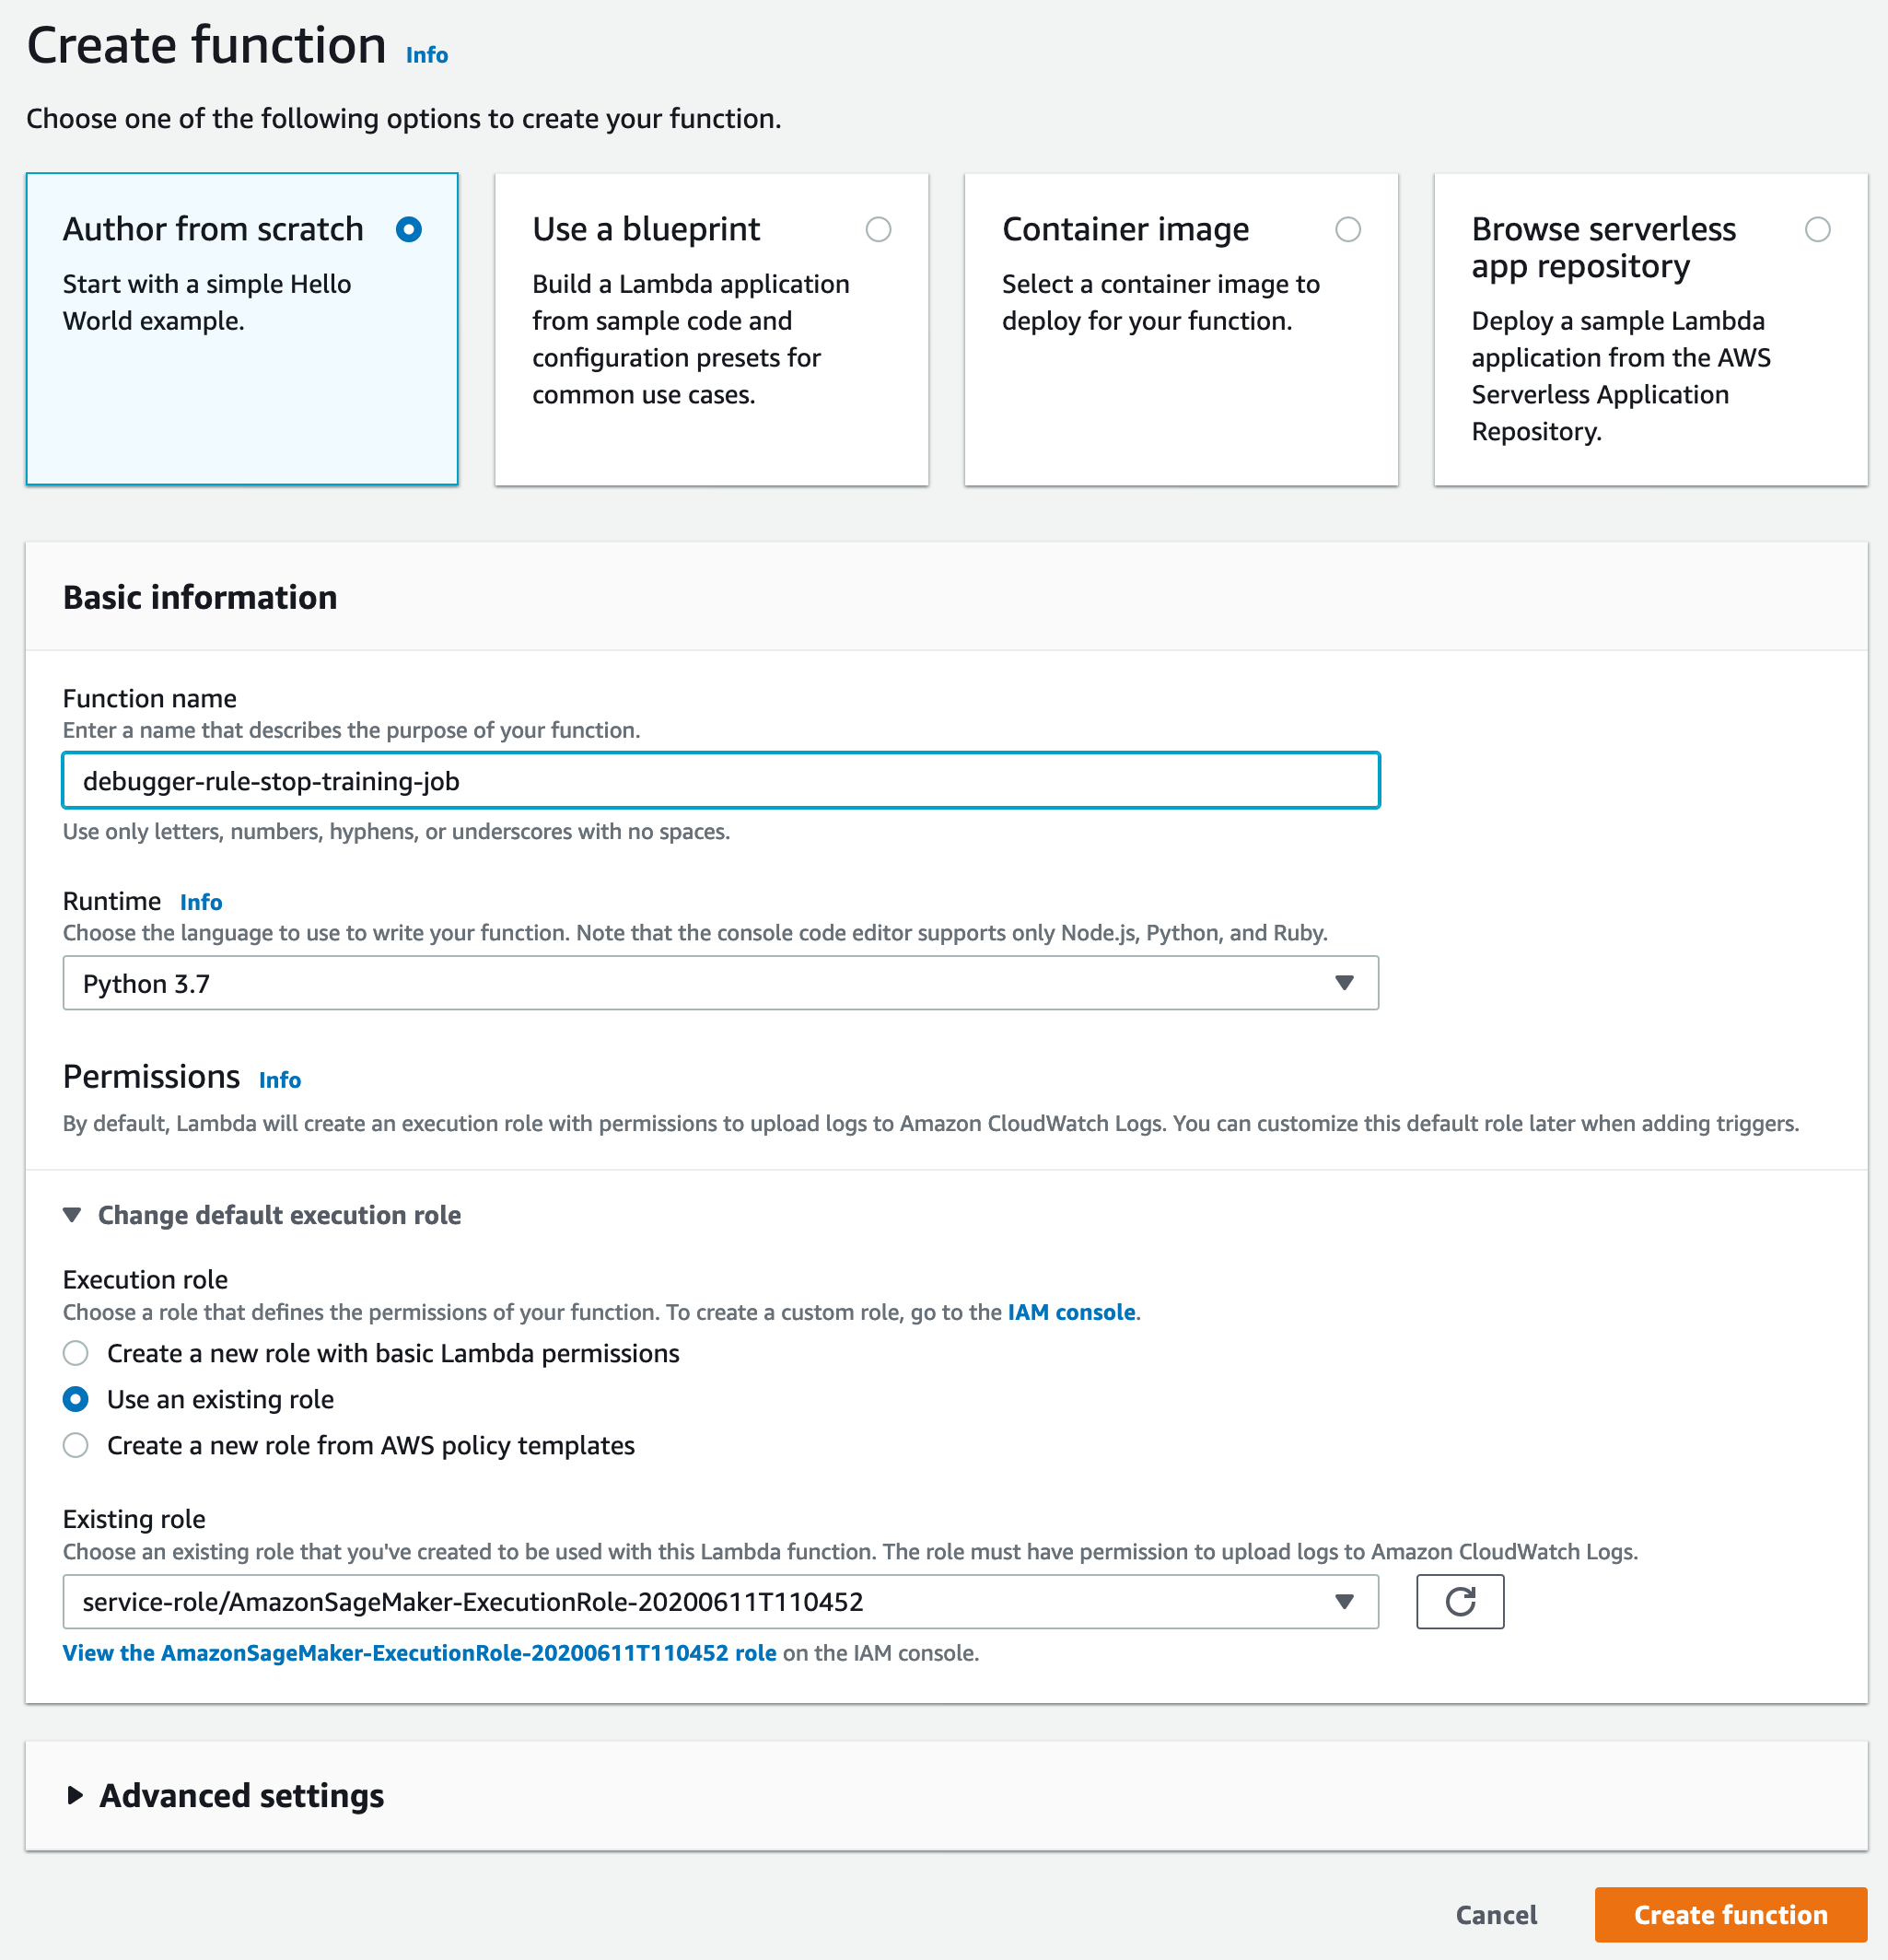 Create function Info
Choose one of the following options to create your function.
Author from scratch
Start with a simple Hello
World example.
Use a blueprint
Build a Lambda application
from sample code and
configuration presets for
common use cases.
Container image
Select a container image to
deploy for your function.
Browse serverless
app repository
Deploy a sample Lambda
application from the AWS
Serverless Application
Repository.
Basic information
Function name
Enter a name that describes the purpose of your function.
debugger-rule-stop-training-job
Use only letters, numbers, hyphens, or underscores with no spaces.
Runtime Info
Choose the language to use to write your function. Note that the console code editor supports only Node.js, Python, and Ruby.
Python 3.7
Permissions Info
By default, Lambda will create an execution role with permissions to upload logs to Amazon CloudWatch Logs. You can customize this default role later when adding triggers.
Change default execution role
Execution role
Choose a role that defines the permissions of your function. To create a custom role, go to the IAM console.
Create a new role with basic Lambda permissions
Use an existing role
Create a new role from AWS policy templates
Existing role
Choose an existing role that you've created to be used with this Lambda function. The role must have permission to upload logs to Amazon CloudWatch Logs.
service-role/AmazonSageMaker-ExecutionRole-20200611T110452
View the AmazonSageMaker-ExecutionRole-20200611T110452 role on the IAM console.
Advanced settings
Cancel
Create function